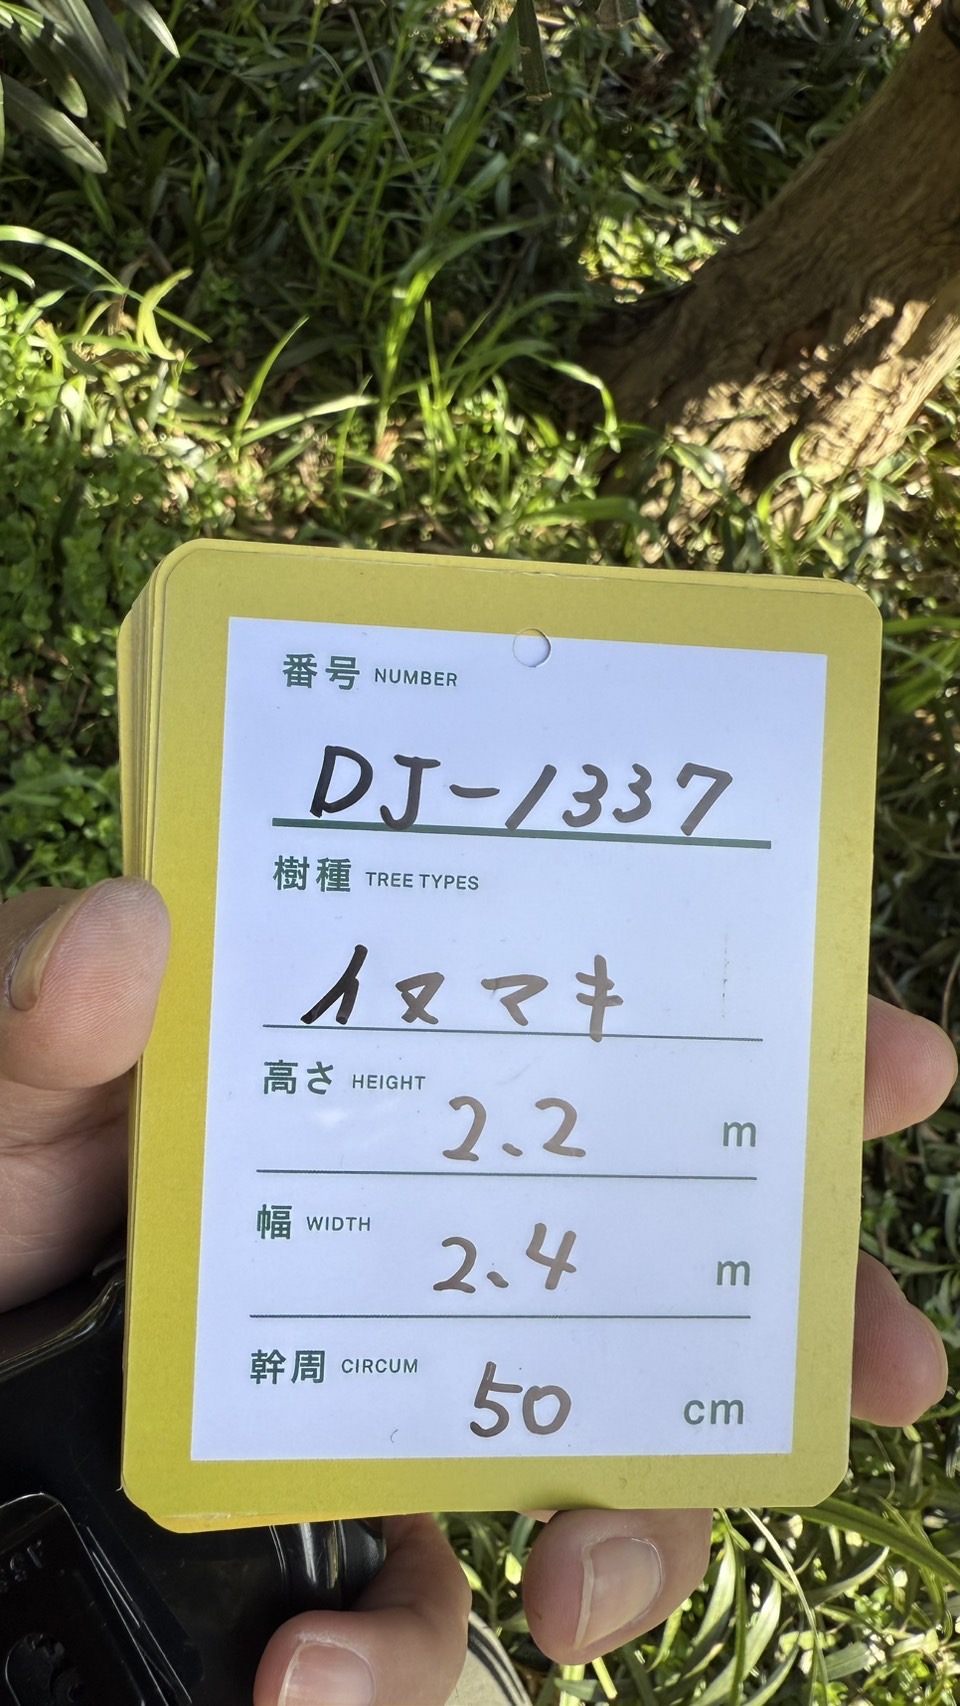 番号 NUMBER
DJ-1337
樹種 TREE TYPES
イヌマキ
高さ HEIGHT 2.2 m
幅 WIDTH 2.4 m
幹周 CIRCUM 50 cm